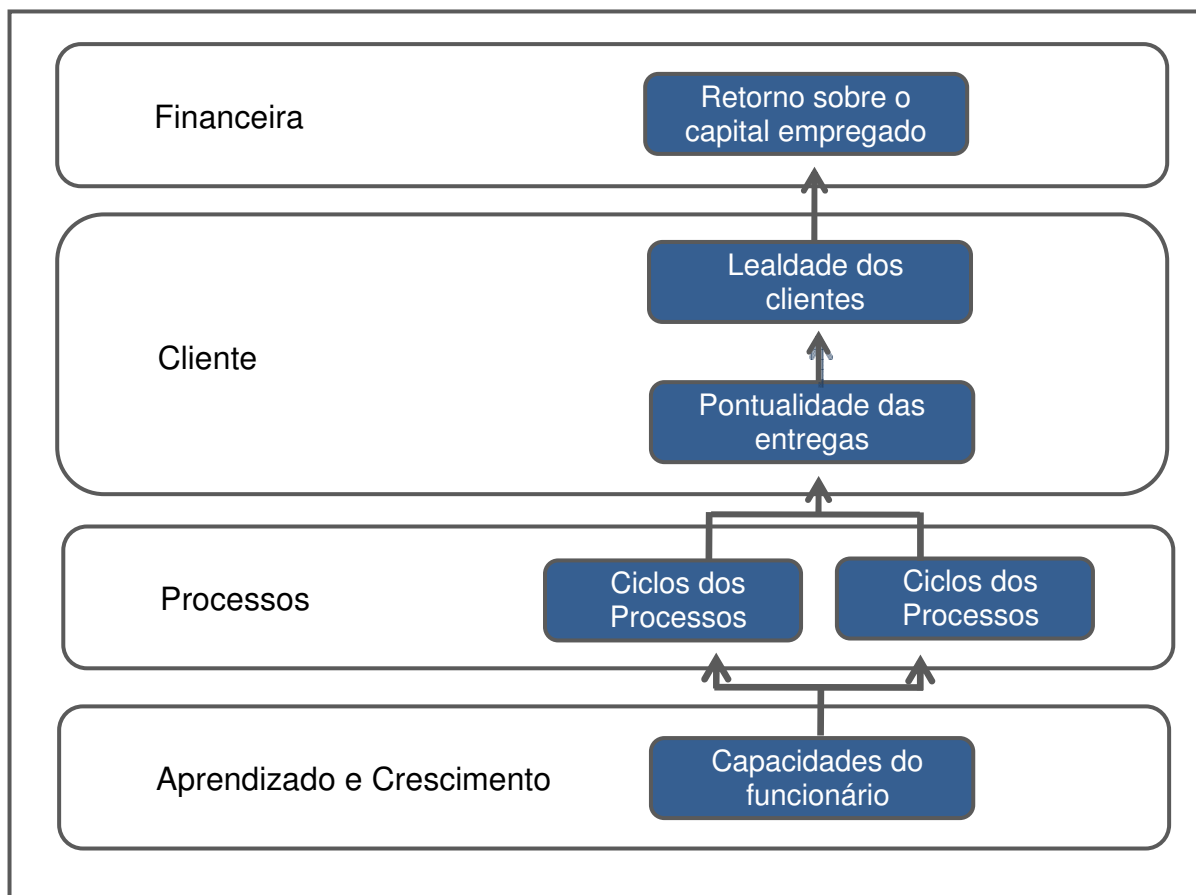 Financeira
Retorno sobre o
capital empregado
Cliente
Lealdade dos
clientes
Pontualidade das
entregas
Processos
Ciclos dos
Processos
Ciclos dos
Processos
Aprendizado e Crescimento
Capacidades do
funcionário